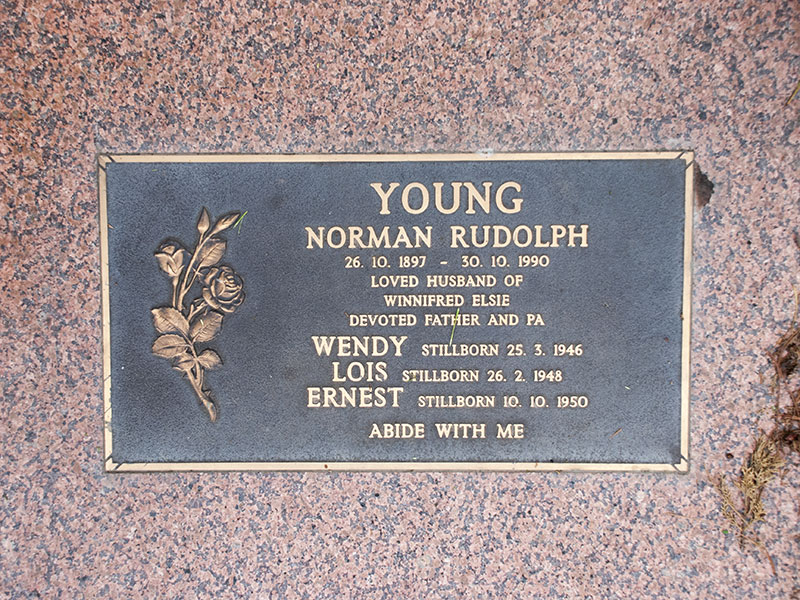 YOUNG
NORMAN RUDOLPH
26. 10. 1897 - 30. 10. 1990
LOVED HUSBAND OF
WINNIFRED ELSIE
DEVOTED FATHER AND PA
WENDY STILLBORN 25. 3. 1946
LOIS STILLBORN 26. 2. 1948
ERNEST STILLBORN 10. 10. 1950
ABIDE WITH ME